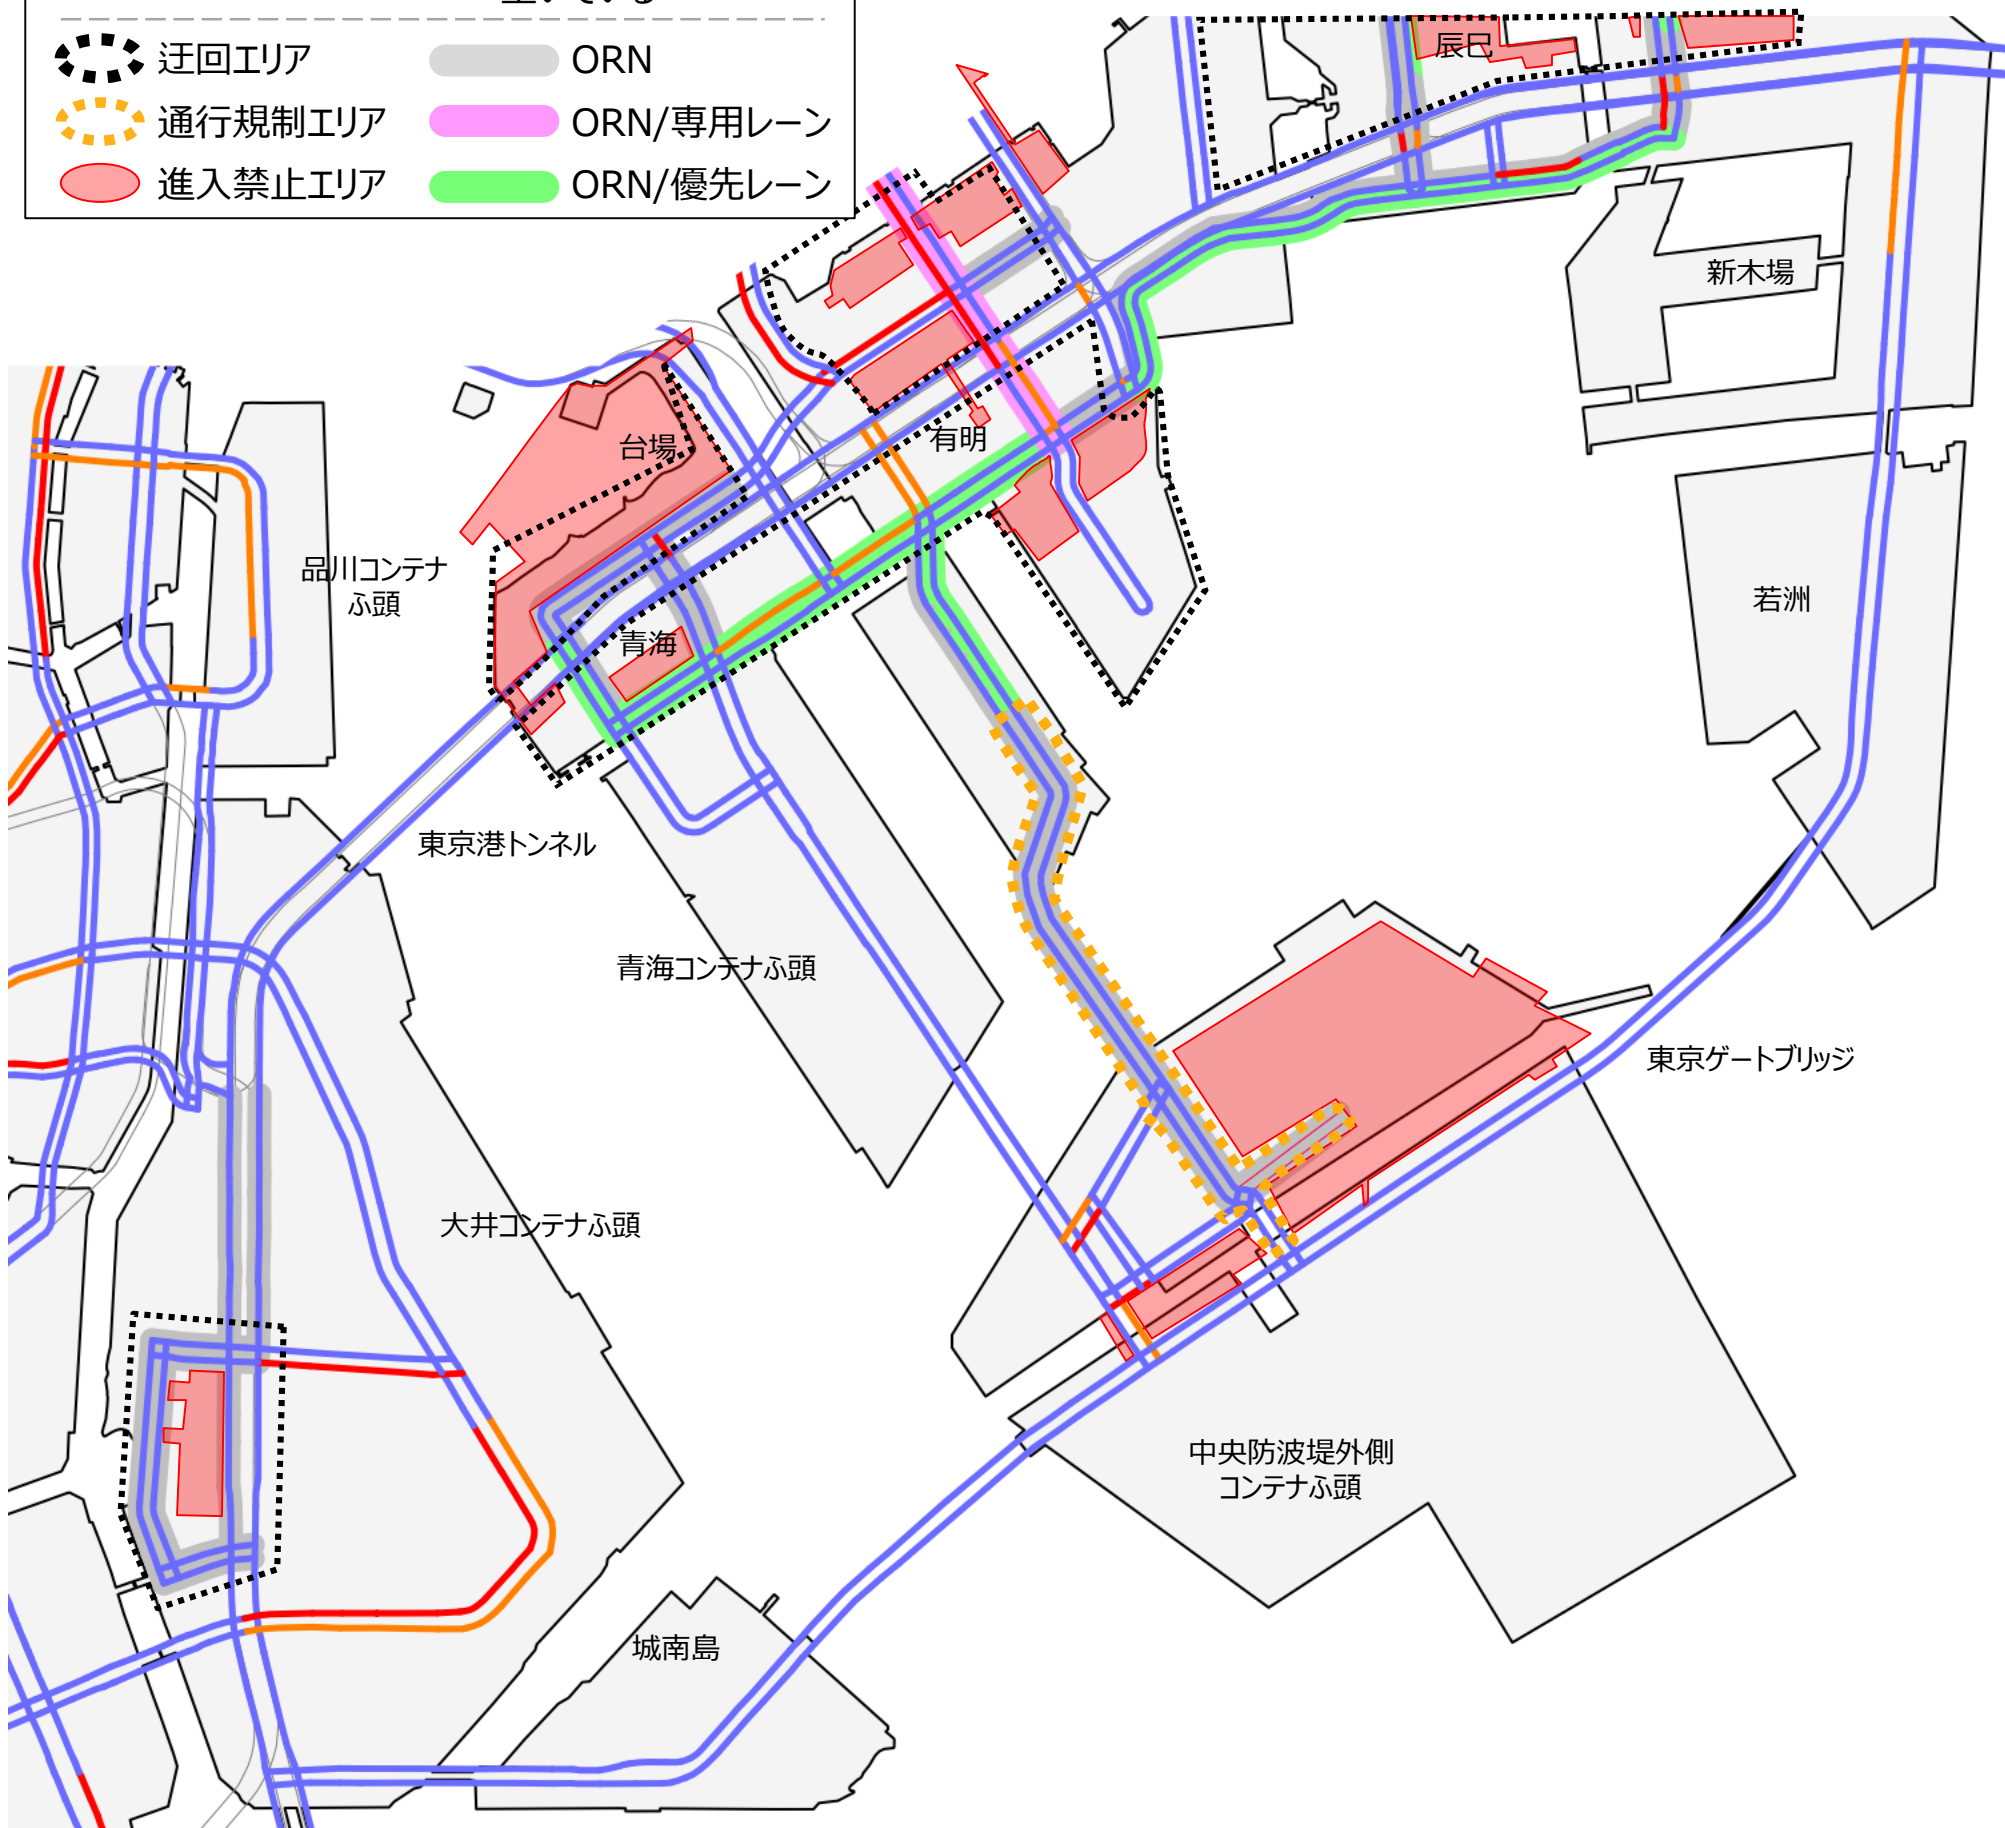 空いている
迂回エリア
ORN
通行規制エリア
ORN/専用レーン
進入禁止エリア
ORN/優先レーン
辰巳
新木場
台場
有明
品川コンテナ
ふ頭
青海
若洲
東京港トンネル
青海コンテナふ頭
東京ゲートブリッジ
大井コンテナふ頭
中央防波堤外側
コンテナふ頭
城南島